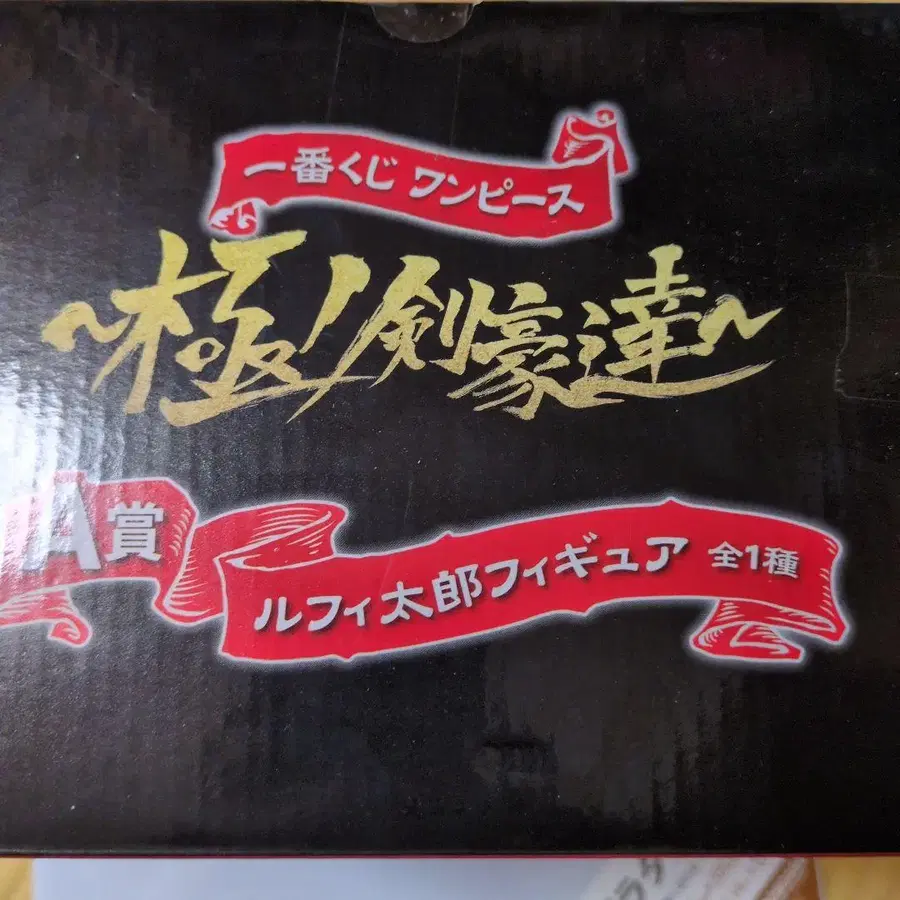 一番くじ ワンピース
～極ノ剣豪達～
A賞
ルフィ太郎フィギュア 全1種